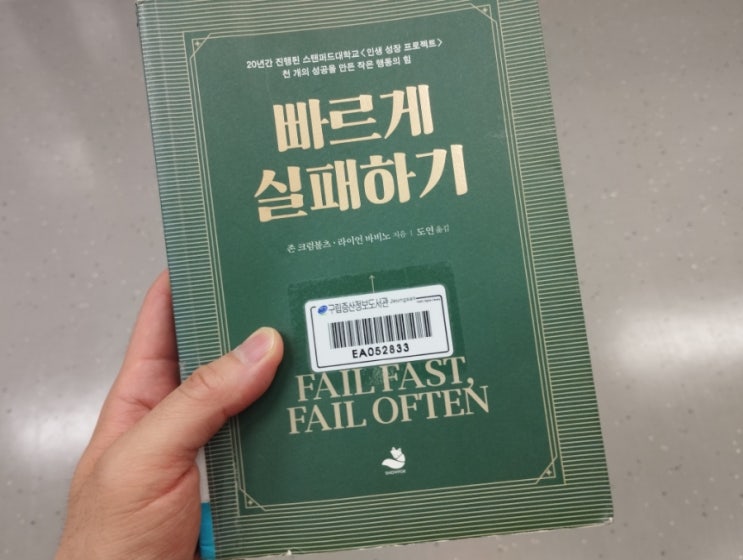 20년간 진행된 스탠퍼드대학교 <인생 성장 프로젝트>
천 개의 성공을 만든 작은 행동의 힘
빠르게
실패하기
존 크럼볼츠 · 라이언 바비노 지음 | 도연 옮김
구립증산정보도서관 Jeungsan
EA052833
FAIL FAST,
FAIL OFTEN
SNOWFOX